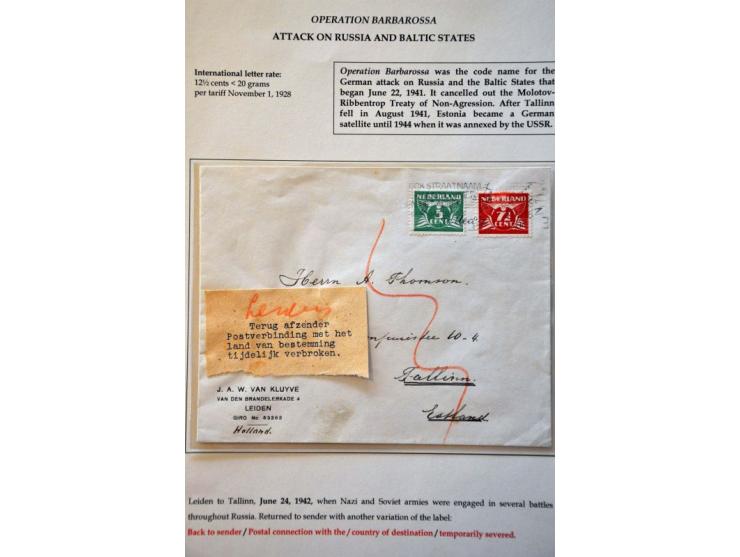 OPERATION BARBAROSSA
ATTACK ON RUSSIA AND BALTIC STATES
International letter rate:
12½ cents < 20 grams
per tariff November 1, 1928
Operation Barbarossa was the code name for the
German attack on Russia and the Baltic States that
began June 22, 1941. It cancelled out the Molotov-
Ribbentrop Treaty of Non-Agression. After Tallinn
fell in August 1941, Estonia became a German
satellite until 1944 when it was annexed by the USSR.
STRAATNAAM
NEDERLAND
5
CENT
NEDERLAND
7½
CENT
Herrn A. Thomson.
10-4.
Tallinn.
Estland
Leiden
Terug afzender
Postverbinding met het
land van bestemming
tijdelijk verbroken.
J. A. W. VAN KLUYVE
VAN DEN BRANDELERKADE 4
LEIDEN
GIRO No 83363
Holland.
Leiden to Tallinn, June 24, 1942, when Nazi and Soviet armies were engaged in several battles
throughout Russia. Returned to sender with another variation of the label:
Back to sender / Postal connection with the / country of destination / temporarily severed.